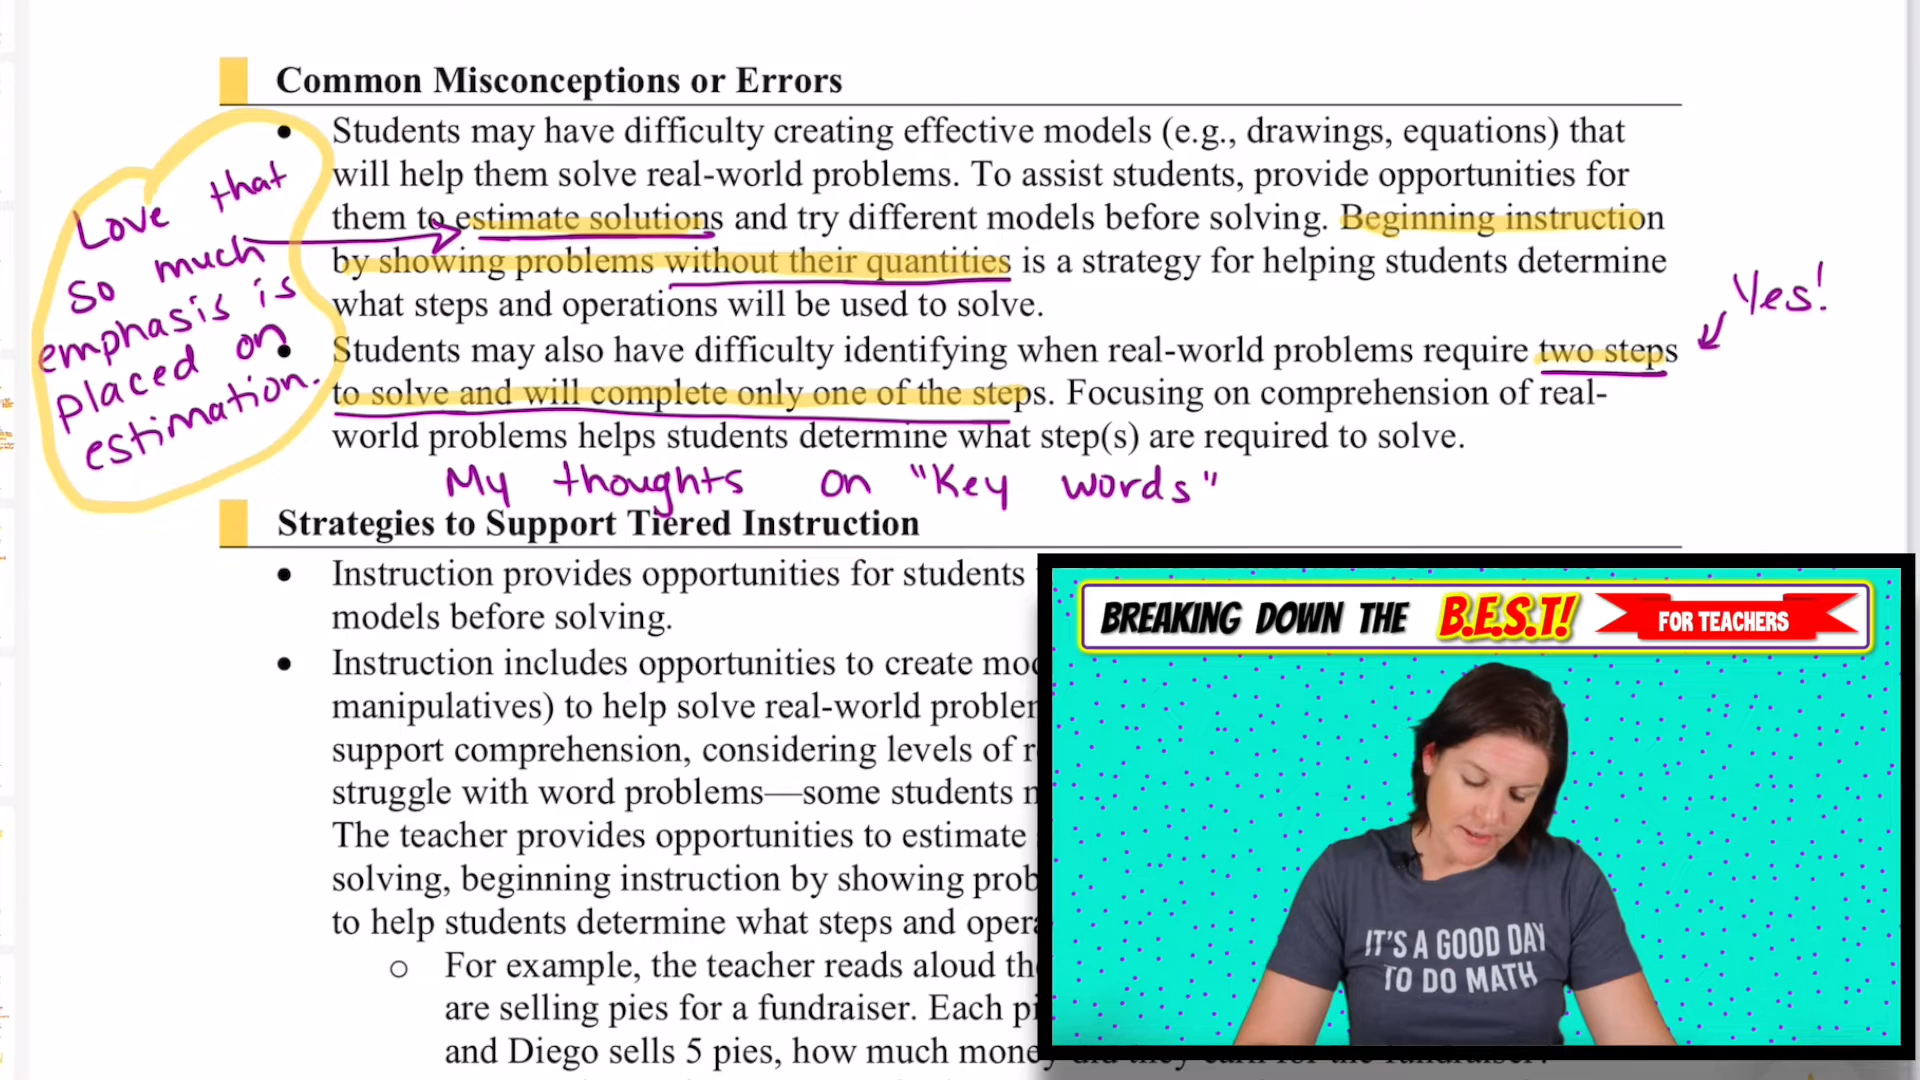 Common Misconceptions or Errors
Students may have difficulty creating effective models (e.g., drawings, equations) that
will help them solve real-world problems. To assist students, provide opportunities for
them to estimate solutions and try different models before solving. Beginning instruction
by showing problems without their quantities is a strategy for helping students determine
what steps and operations will be used to solve.
Students may also have difficulty identifying when real-world problems require two steps
to solve and will complete only one of the steps. Focusing on comprehension of real-
world problems helps students determine what step(s) are required to solve.
Love that
so much
emphasis is
placed on
estimation.
Yes!
My thoughts on "Key words"
Strategies to Support Tiered Instruction
Instruction provides opportunities for students
models before solving.
Instruction includes opportunities to create
manipulatives) to help solve real-world
support comprehension, considering levels of
struggle with word problems—some students
The teacher provides opportunities to estimate
solving, beginning instruction by showing
to help students determine what steps and
For example, the teacher reads aloud
are selling pies for a fundraiser. Each
and Diego sells 5 pies, how much money did they earn for the fundraiser?
BREAKING DOWN THE B.E.S.T! FOR TEACHERS
IT'S A GOOD DAY
TO DO MATH